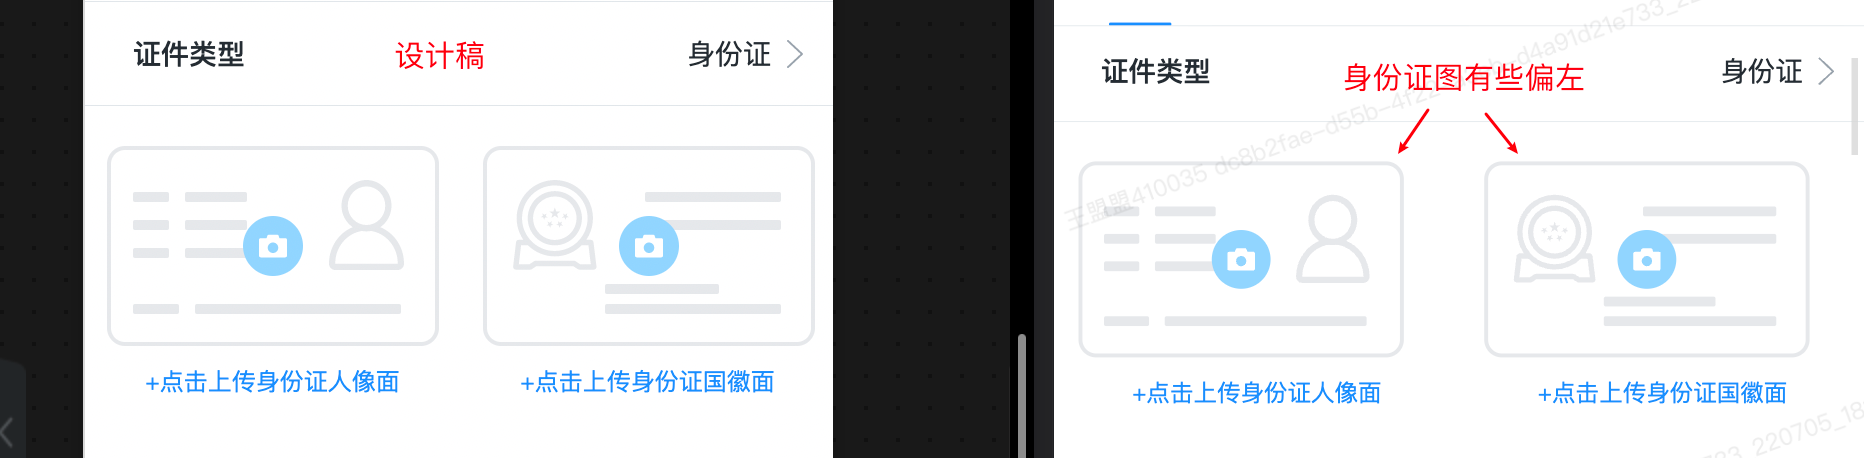 证件类型
设计稿
身份证
+点击上传身份证人像面
+点击上传身份证国徽面
证件类型
身份证图有些偏左
身份证
+点击上传身份证人像面
+点击上传身份证国徽面
王盟盟410035 dc8b2fae-d55b-4f22
d4a91d21e733_2
733_220705_18